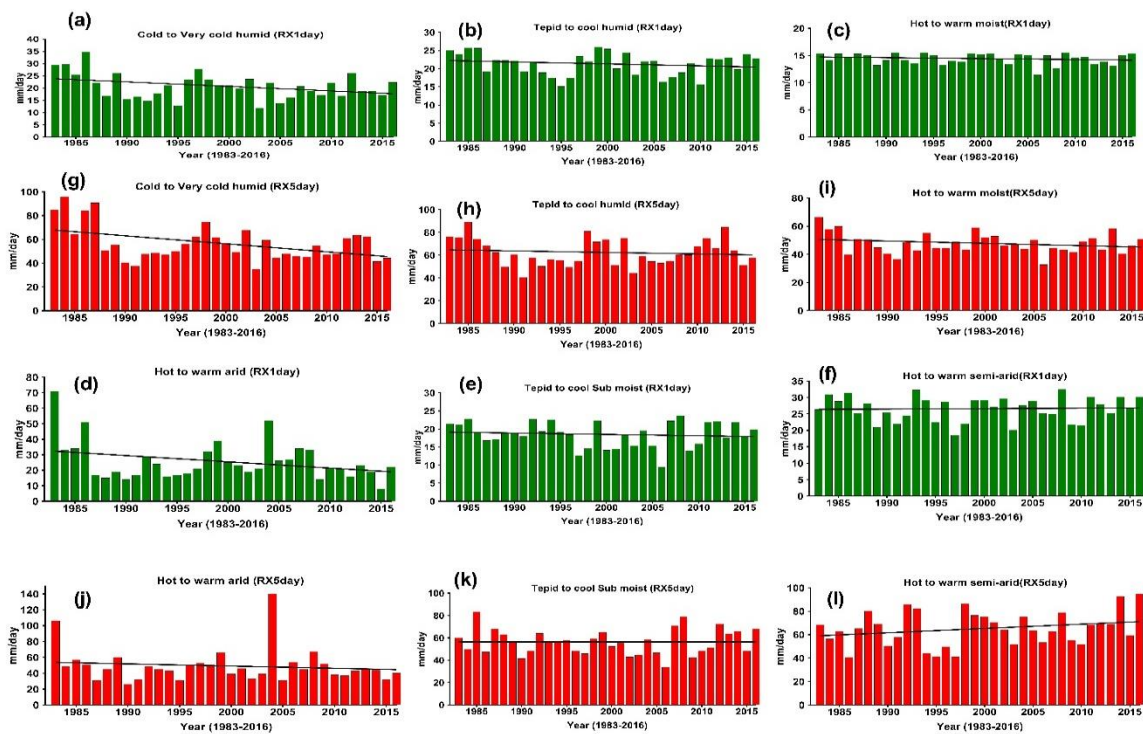 (a)
Cold to Very cold humid (RX1day)
mm/day
40
35
30
25
20
15
10
5
0
1985 1990 1995 2000 2005 2010 2015
Year (1983-2016)
(b)
Tepid to cool humid (RX1day)
mm/day
30
25
20
15
10
5
0
1985 1990 1995 2000 2005 2010 2015
Year (1983-2016)
(c)
Hot to warm moist(RX1day)
mm/day
20
15
10
5
0
1985 1990 1995 2000 2005 2010 2015
Year (1983-2016)
(g)
Cold to Very cold humid (RX5day)
mm/day
100
80
60
40
20
0
1985 1990 1995 2000 2005 2010 2015
Year (1983-2016)
(h)
Tepid to cool humid (RX5day)
mm/day
100
80
60
40
20
0
1985 1990 1995 2000 2005 2010 2015
Year (1983-2016)
(i)
Hot to warm moist(RX5day)
mm/day
80
60
40
20
0
1985 1990 1995 2000 2005 2010 2015
Year (1983-2016)
(d)
Hot to warm arid (RX1day)
mm/day
80
70
60
50
40
30
20
10
0
1985 1990 1995 2000 2005 2010 2015
Year (1983-2016)
(e)
Tepid to cool Sub moist (RX1day)
mm/day
30
25
20
15
10
5
0
1985 1990 1995 2000 2005 2010 2015
Year (1983-2016)
(f)
Hot to warm semi-arid(RX1day)
mm/day
35
30
25
20
15
10
5
0
1985 1990 1995 2000 2005 2010 2015
Year (1983-2016)
(j)
Hot to warm arid (RX5day)
mm/day
160
140
120
100
80
60
40
20
0
1985 1990 1995 2000 2005 2010 2015
Year (1983-2016)
(k)
Tepid to cool Sub moist (RX5day)
mm/day
100
80
60
40
20
0
1985 1990 1995 2000 2005 2010 2015
Year (1983-2016)
(l)
Hot to warm semi-arid(RX5day)
mm/day
100
80
60
40
20
0
1985 1990 1995 2000 2005 2010 2015
Year (1983-2016)